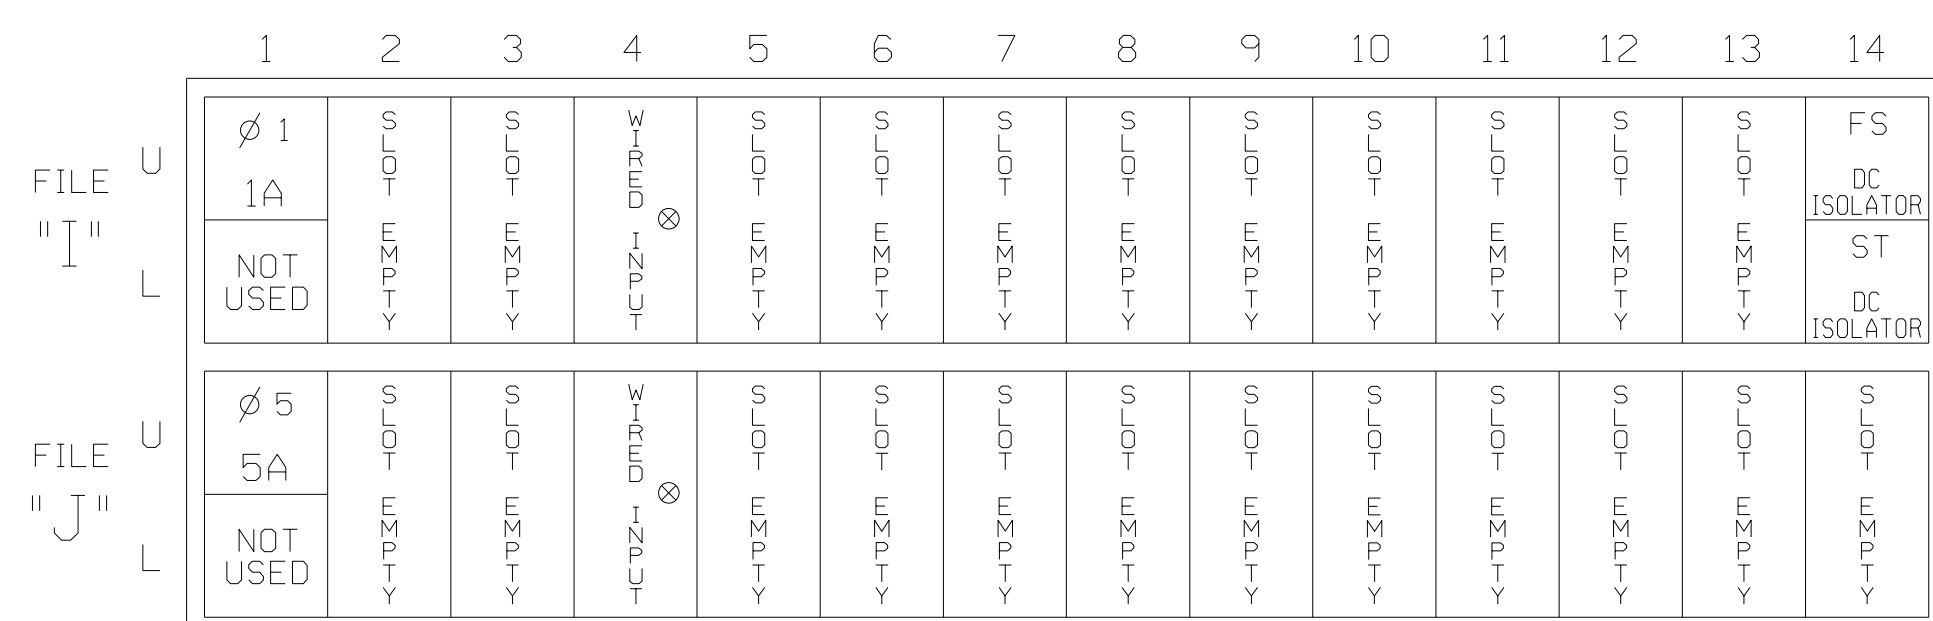 1 2 3 4 5 6 7 8 9 10 11 12 13 14
FILE
"I"
U
L
Ø 1
1A
NOT
USED
SLOT EMPTY
SLOT EMPTY
WIRED INPUT
SLOT EMPTY
SLOT EMPTY
SLOT EMPTY
SLOT EMPTY
SLOT EMPTY
SLOT EMPTY
SLOT EMPTY
SLOT EMPTY
SLOT EMPTY
FS
DC
ISOLATOR
ST
DC
ISOLATOR
FILE
"J"
U
L
Ø 5
5A
NOT
USED
SLOT EMPTY
SLOT EMPTY
WIRED INPUT
SLOT EMPTY
SLOT EMPTY
SLOT EMPTY
SLOT EMPTY
SLOT EMPTY
SLOT EMPTY
SLOT EMPTY
SLOT EMPTY
SLOT EMPTY
SLOT EMPTY